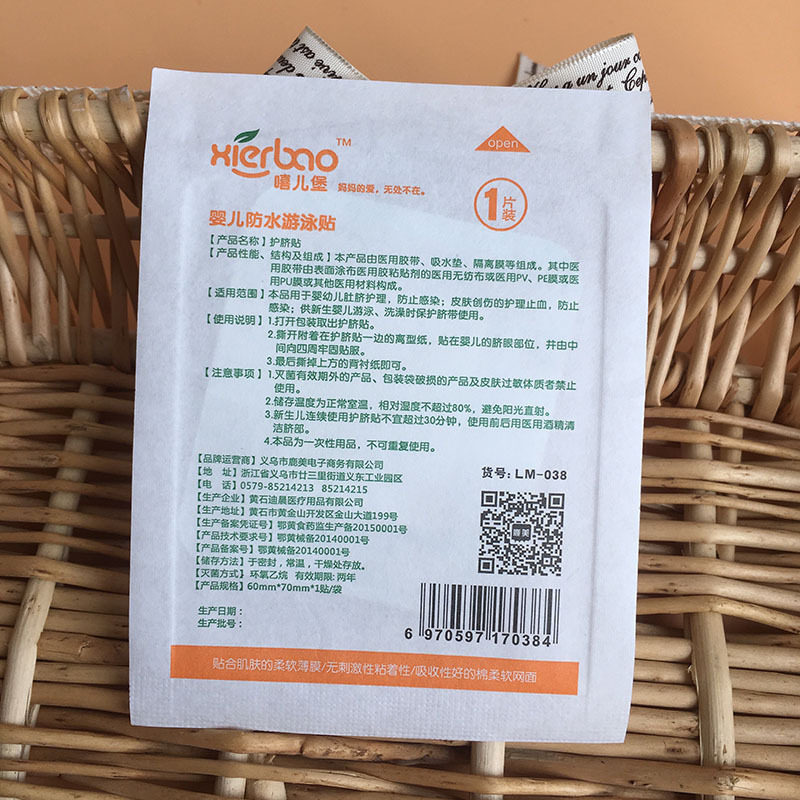 un jour
open
xierbao™
嘻儿堡 妈妈的爱,无处不在。
1片装
婴儿防水游泳贴
【产品名称】护脐贴
【产品性能、结构及组成】本产品由医用胶带、吸水垫、隔离膜等组成。其中医
用胶带由表面涂布医用胶粘贴剂的医用无纺布或医用PV、PE膜或医
用PU膜或其他医用材料构成。
【适用范围】本品用于婴幼儿肚脐护理,防止感染;皮肤创伤的护理止血,防止
感染;供新生儿游泳、洗澡时保护脐带使用。
【使用说明】1.打开包装取出护脐贴。
2.撕开附着在护脐贴一边的离型纸,贴在婴儿的脐眼部位,并由中
间向四周牢固贴服。
3.最后撕掉上方的背衬纸即可。
【注意事项】1.灭菌有效期外的产品、包装袋破损的产品及皮肤过敏体质者禁止
使用。
2.储存温度为正常室温,相对湿度不超过80%,避免阳光直射。
3.新生儿连续使用护脐贴不宜超过30分钟,使用前后用医用酒精清
洁脐部。
4.本品为一次性用品,不可重复使用。
【品牌运营商】义乌市鹿美电子商务有限公司
【地 址】浙江省义乌市廿三里街道义东工业园区
【电 话】0579-85214213 85214215
【生产企业】黄石迪晨医疗用品有限公司
【生产地址】黄石市黄金山开发区金山大道199号
【生产备案凭证号】鄂黄食药监生产备20150001号
【产品技术要求号】鄂黄械备20140001号
【产品备案号】鄂黄械备20140001号
【储存方法】于密封,常温,干燥处存放。
【灭菌方式】环氧乙烷 有效期限:两年
【产品规格】60mm*70mm*1贴/袋
货号: LM-038
生产日期:
生产批号:
6 970597 170384
贴合肌肤的柔软薄膜/无刺激性粘着性/吸收性好的棉柔软网面